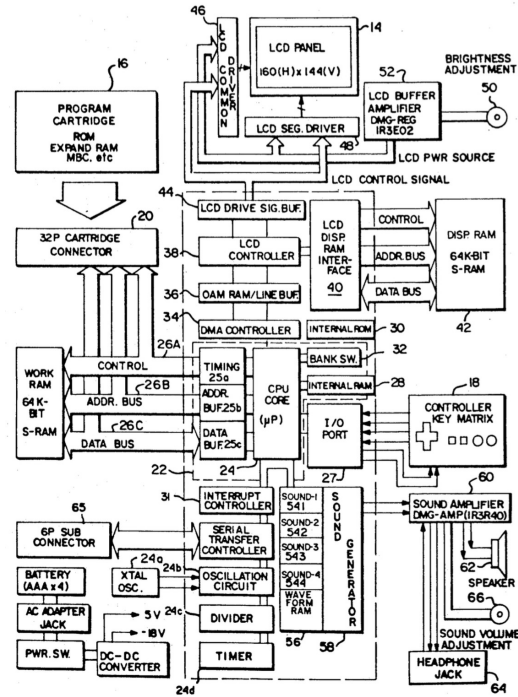 46
LCD COMMON DRIVER
LCD PANEL
160(H)x 144(V)
14
16
PROGRAM
CARTRIDGE
ROM
EXPAND RAM
MBC. etc
52
LCD BUFFER
AMPLIFIER
DMG-REG
IR3E02
BRIGHTNESS
ADJUSTMENT
50
LCD SEG. DRIVER
48
LCD PWR SOURCE
LCD CONTROL SIGNAL
20
32P CARTRIDGE
CONNECTOR
44
LCD DRIVE SIG.BUF.
38
LCD
CONTROLLER
36
OAM RAM/LINE BUF.
34
DMA CONTROLLER
LCD
DISP.
RAM
INTER-
FACE
40
CONTROL
ADDR.BUS
DATA BUS
DISP. RAM
64K-BIT
S-RAM
42
INTERNAL ROM
30
BANK SW.
32
INTERNAL RAM
28
WORK
RAM
64K-
BIT
S-RAM
26A
CONTROL
26B
ADDR. BUS
26C
DATA BUS
TIMING
25a
ADDR.
BUF.25b
DATA
BUF.25c
CPU
CORE
(µP)
22
24
I/O
PORT
27
18
CONTROLLER
KEY MATRIX
31
INTERRUPT
CONTROLLER
65
6P SUB
CONNECTOR
SERIAL
TRANSFER
CONTROLLER
24a
XTAL
OSC.
24b
OSCILLATION
CIRCUIT
24c
DIVIDER
TIMER
24d
SOUND-1
541
SOUND-2
542
SOUND-3
543
SOUND-4
544
WAVE
FORM
RAM
56
SOUND GENERATOR
58
60
SOUND AMPLIFIER
DMG-AMP(IR3R40)
62
SPEAKER
66
SOUND VOLUME
ADJUSTMENT
HEADPHONE
JACK
64
BATTERY
(AAA x 4)
AC ADAPTER
JACK
PWR. SW.
DC-DC
CONVERTER
5V
-18V